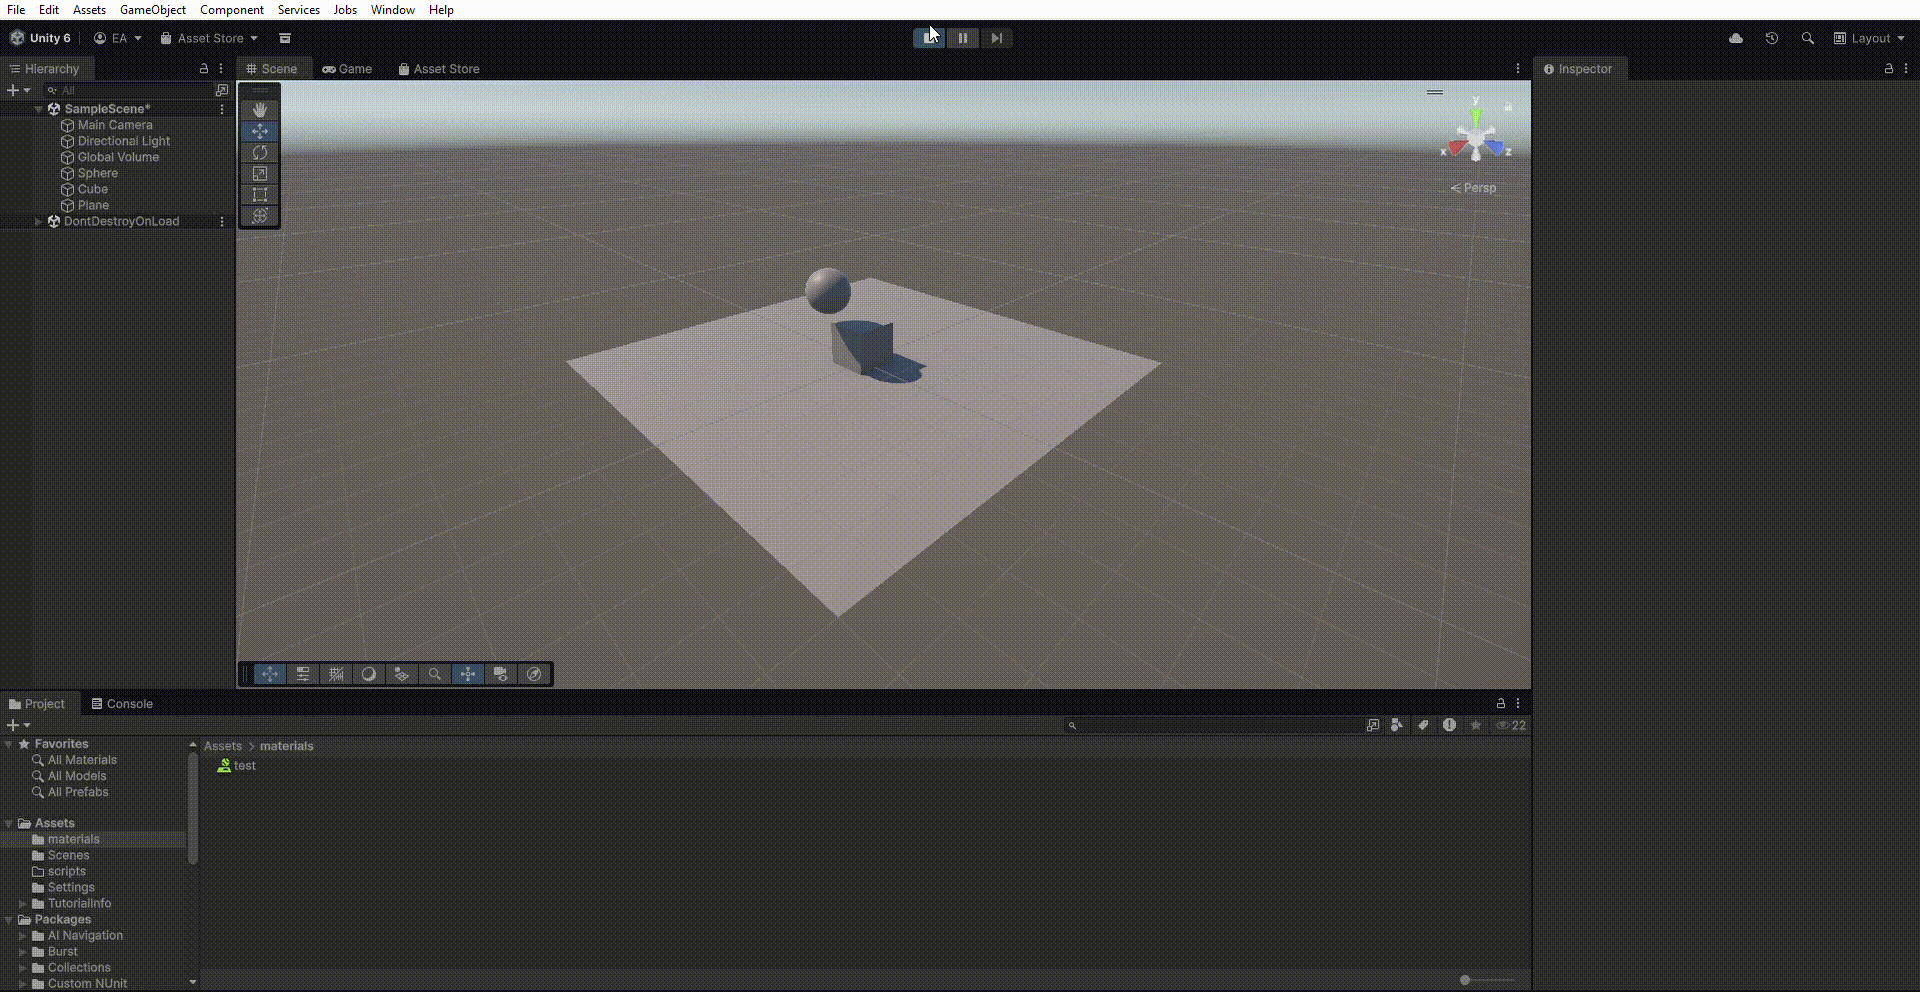 File Edit Assets GameObject Component Services Jobs Window Help
Unity 6 EA Asset Store Layout
Hierarchy Scene Game Asset Store Inspector
All
SampleScene*
Main Camera
Directional Light
Global Volume
Sphere
Cube
Plane
DontDestroyOnLoad
y
x z
Persp
Project Console
22
Favorites
All Materials
All Models
All Prefabs
Assets
materials
Scenes
scripts
Settings
TutorialInfo
Packages
AI Navigation
Burst
Collections
Custom NUnit
Assets > materials
test